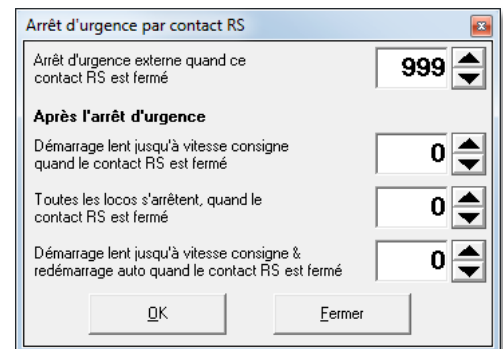 Arrêt d'urgence par contact RS
Arrêt d'urgence externe quand ce
contact RS est fermé
999
Après l'arrêt d'urgence
Démarrage lent jusqu'à vitesse consigne
quand le contact RS est fermé
0
Toutes les locos s'arrêtent, quand le
contact RS est fermé
0
Démarrage lent jusqu'à vitesse consigne &
redémarrage auto quand le contact RS est fermé
0
OK
Fermer